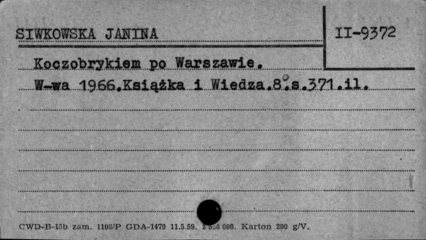 SIWKOWSKA JANINA
II-9372
Koczobrykiem po Warszawie.
W-wa 1966.Książka i Wiedza.8°.s.371.il.
CWD-B-15b zam. 1100/P GDA-1479 11.5.59. 000. Karton 200 g/V.